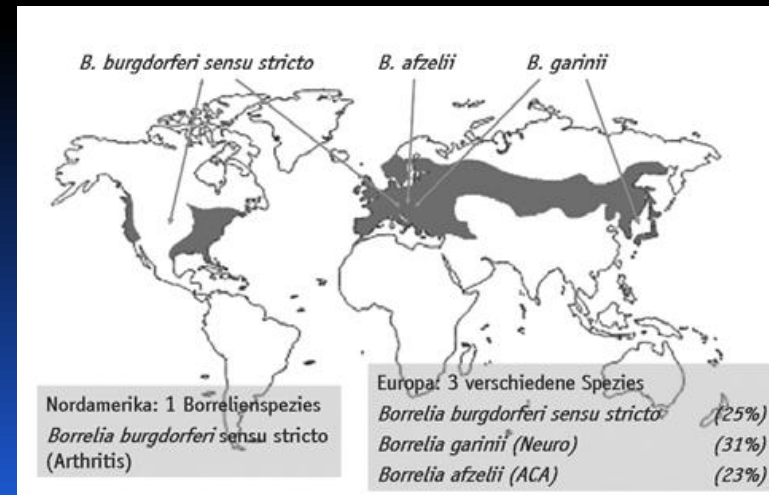 B. burgdorferi sensu stricto B. afzelii B. garinii
Nordamerika: 1 Borrelienspezies
Borrelia burgdorferi sensu stricto
(Arthritis)
Europa: 3 verschiedene Spezies
Borrelia burgdorferi sensu stricto (25%)
Borrelia garinii (Neuro) (31%)
Borrelia afzelii (ACA) (23%)